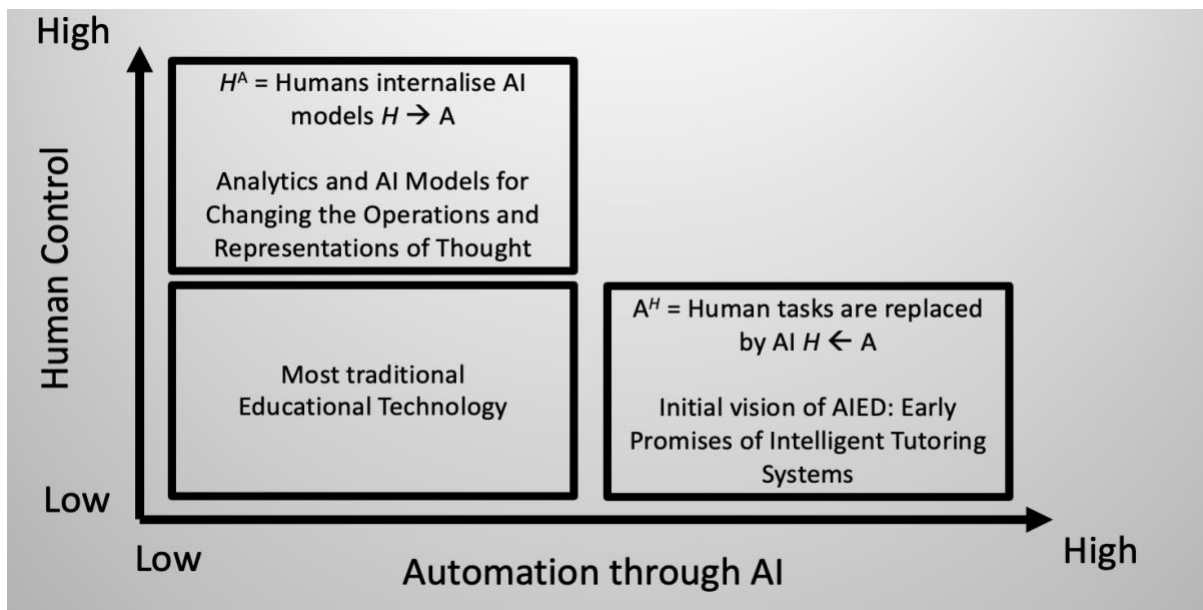 High
Human Control
Low
H^A = Humans internalise AI
models H → A
Analytics and AI Models for
Changing the Operations and
Representations of Thought
Most traditional
Educational Technology
A^H = Human tasks are replaced
by AI H ← A
Initial vision of AIED: Early
Promises of Intelligent Tutoring
Systems
Low
Automation through AI
High